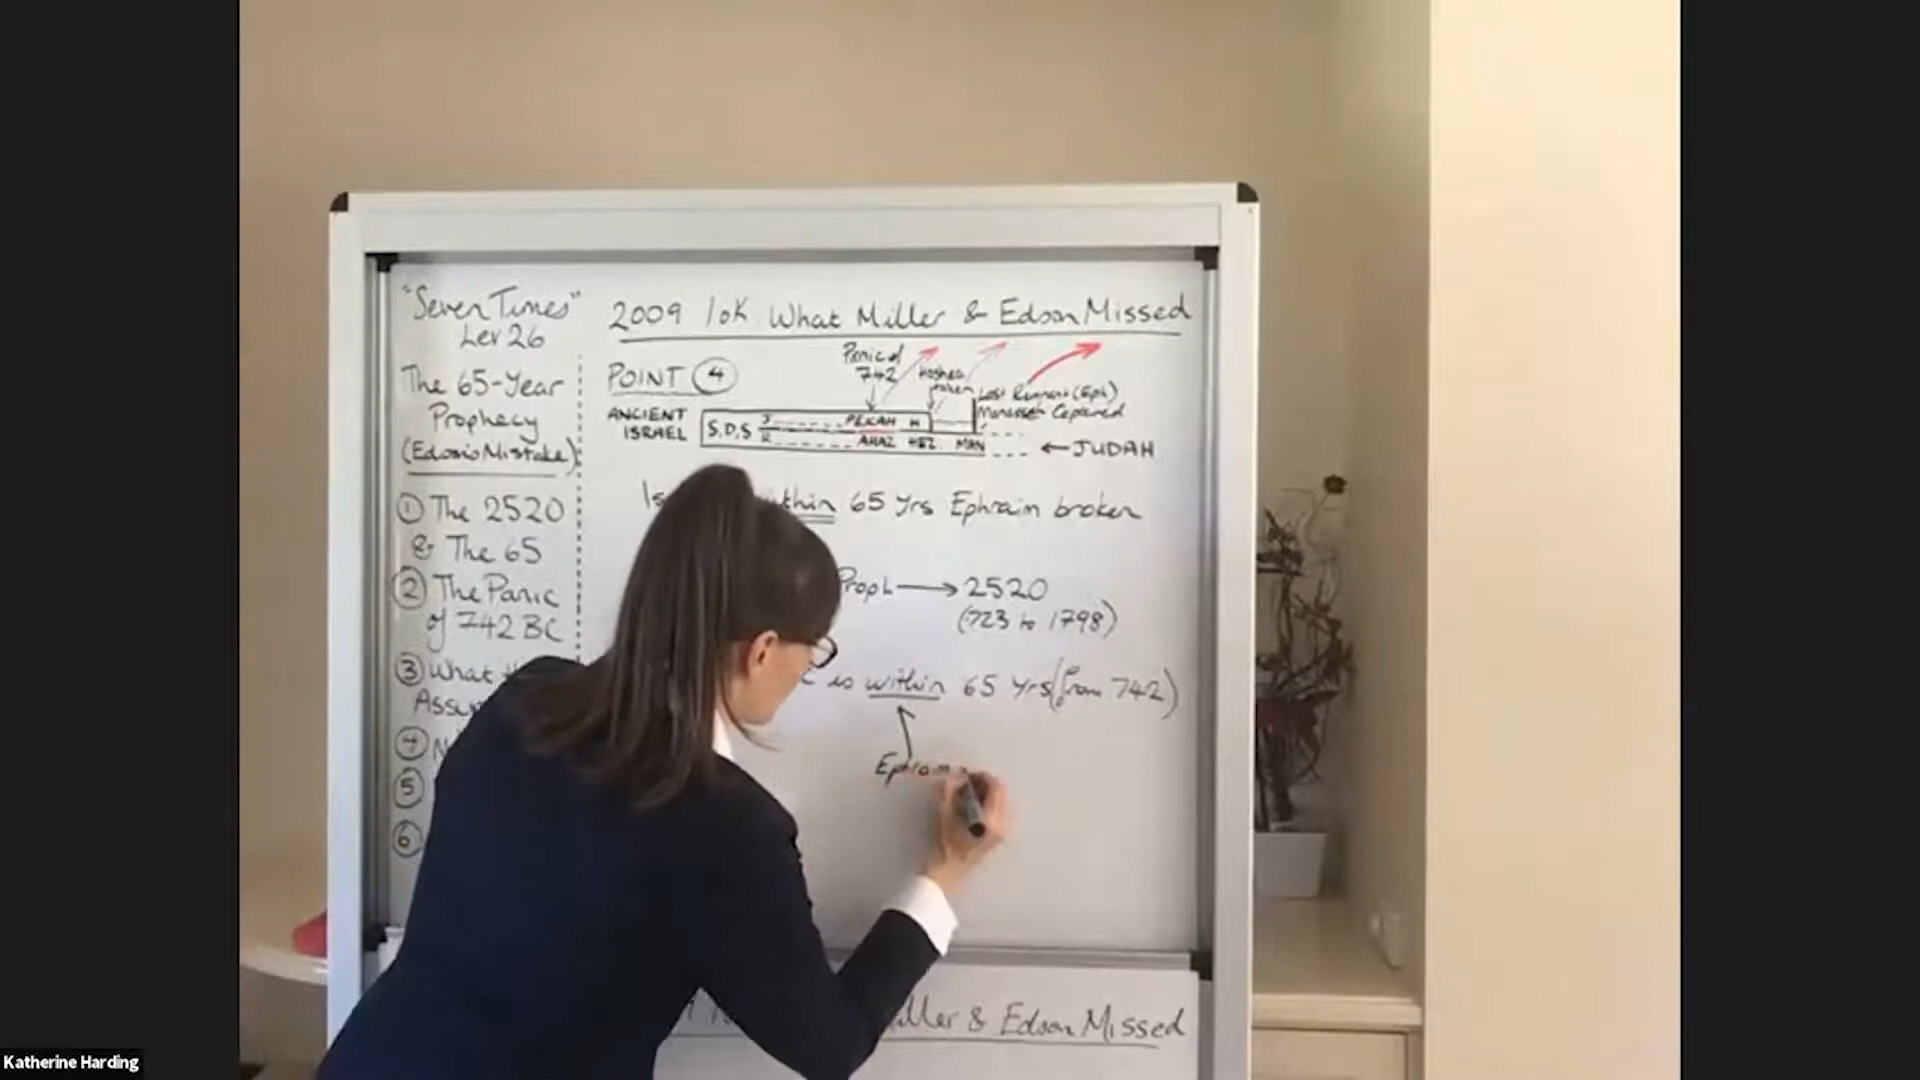 "Seven Times"
Lev 26
The 65-Year
Prophecy
(Edson's Mistake)
① The 2520
& The 65
② The Panic
of 742 BC
③ What
④
⑤
⑥
2009 10K What Miller & Edson Missed
POINT ④
Panic of
742
Hoshea
taken
Last Remnant (Eph)
Manasseh Captured
ANCIENT
ISRAEL
S.D.S
J PEKAH H
R AHAZ HEZ. MAN
←JUDAH
within 65 yrs Ephraim broken
Proph → 2520
(723 to 1798)
is within 65 yrs (from 742)
Ephraim
& Edson Missed
Katherine Harding